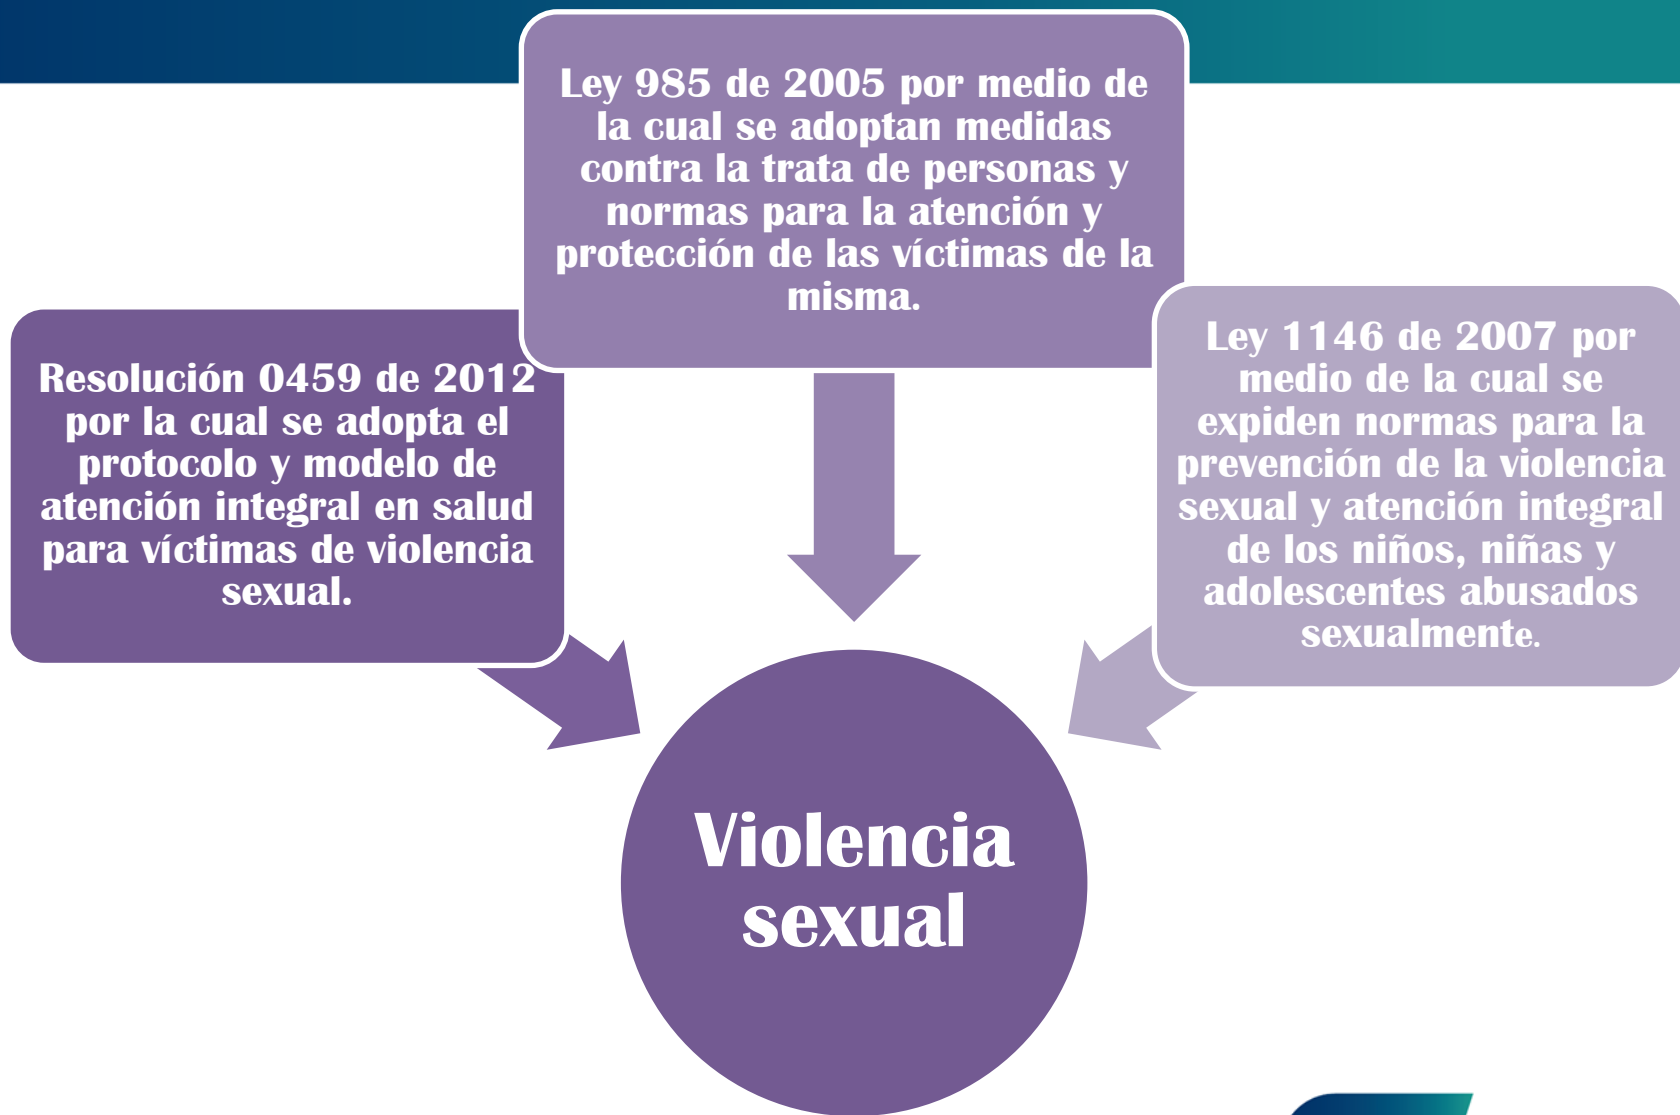 Ley 985 de 2005 por medio de
la cual se adoptan medidas
contra la trata de personas y
normas para la atención y
protección de las víctimas de la
misma.
Resolución 0459 de 2012
por la cual se adopta el
protocolo y modelo de
atención integral en salud
para víctimas de violencia
sexual.
Ley 1146 de 2007 por
medio de la cual se
expiden normas para la
prevención de la violencia
sexual y atención integral
de los niños, niñas y
adolescentes abusados
sexualmente.
Violencia
sexual